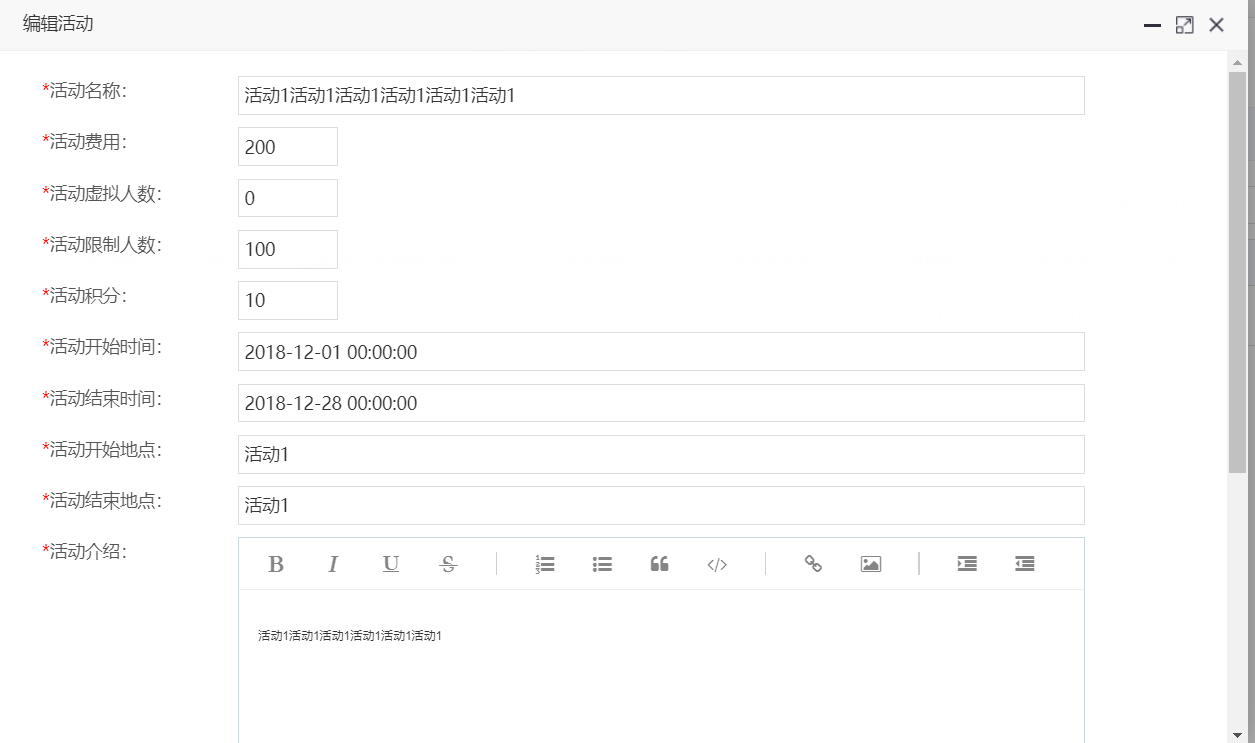 编辑活动
*活动名称： 活动1活动1活动1活动1活动1活动1
*活动费用： 200
*活动虚拟人数： 0
*活动限制人数： 100
*活动积分： 10
*活动开始时间： 2018-12-01 00:00:00
*活动结束时间： 2018-12-28 00:00:00
*活动开始地点： 活动1
*活动结束地点： 活动1
*活动介绍：
活动1活动1活动1活动1活动1活动1